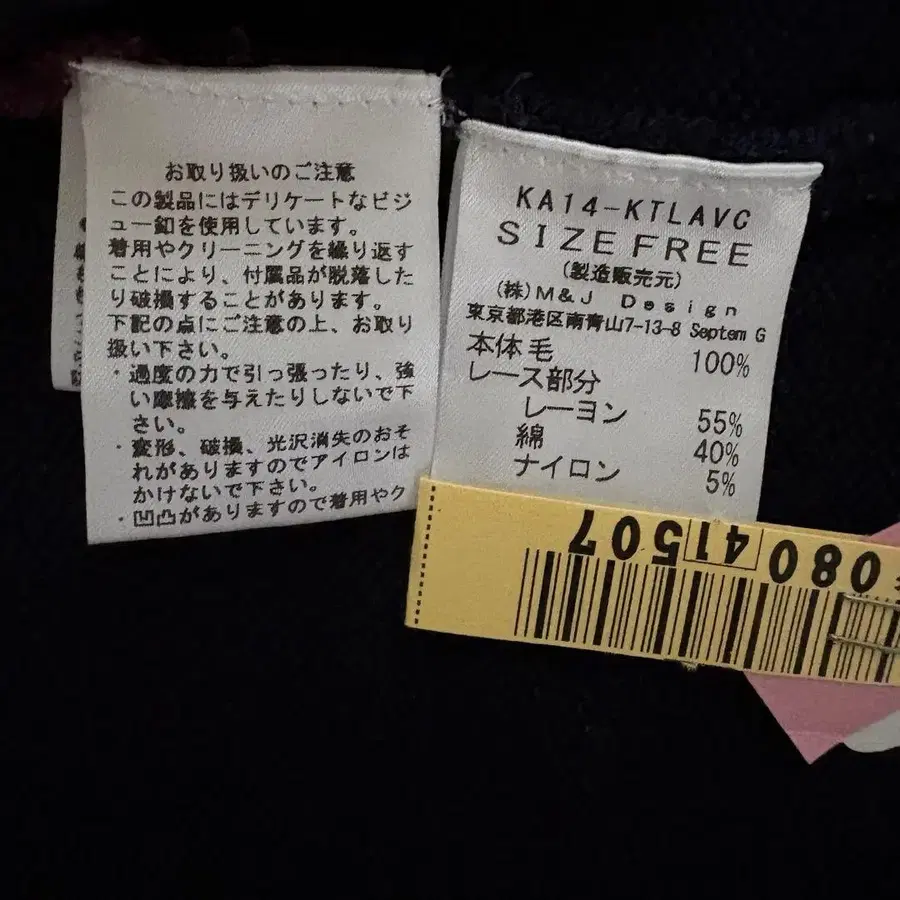 お取り扱いのご注意
この製品にはデリケートなビジ
ュー釦を使用しています。
着用やクリーニングを繰り返す
ことにより、付属品が脱落した
り破損することがあります。
下記の点にご注意の上、お取り
扱い下さい。
・過度の力で引っ張ったり、強
い摩擦を与えたりしないで下
さい。
・変形、破損、光沢消失のおそ
れがありますのでアイロンは
かけないで下さい。
・凹凸がありますので着用やク
KA14-KTLAVC
SIZE FREE
(製造販売元)
(株)M&J Design
東京都港区南青山7-13-8 Septem G
本体 毛 100%
レース部分
レーヨン 55%
綿 40%
ナイロン 5%
08041507